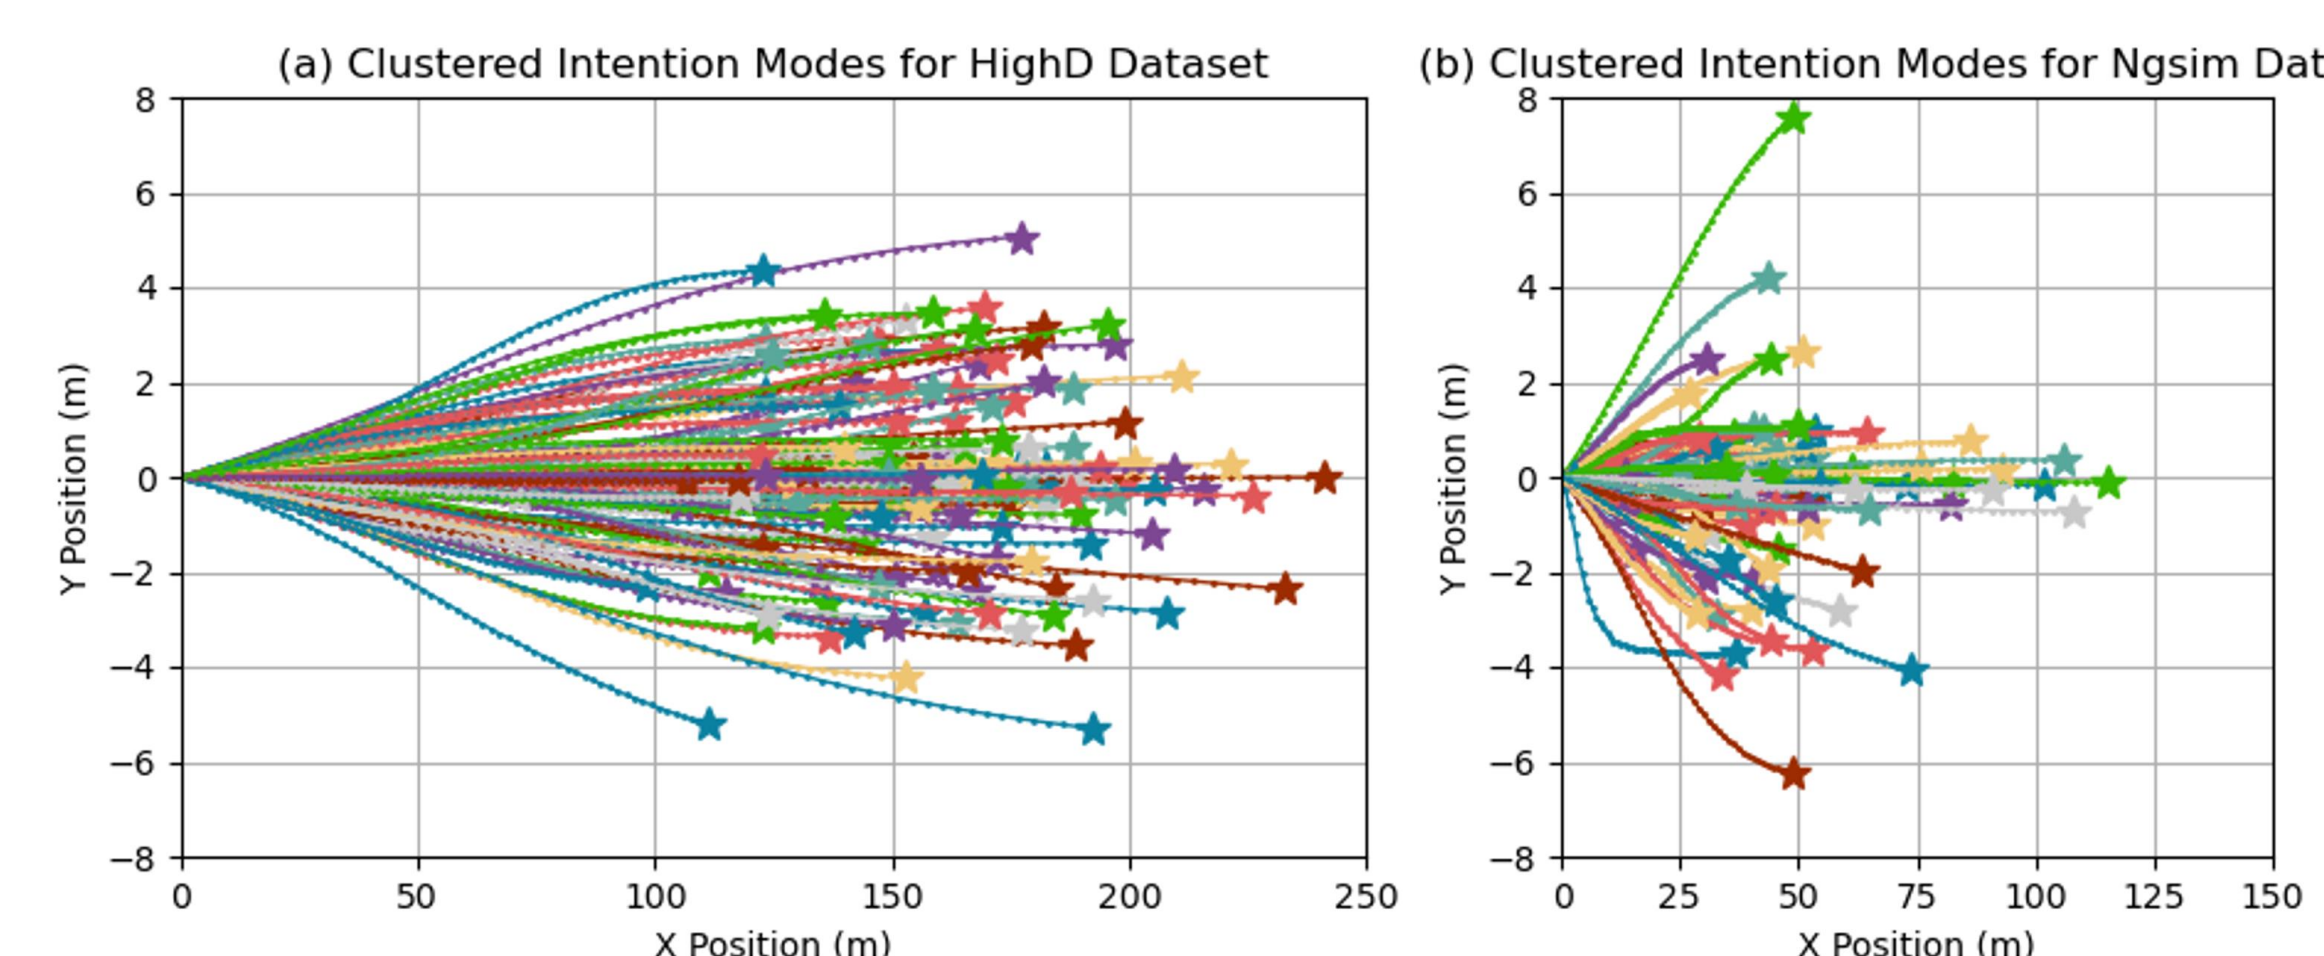 (a) Clustered Intention Modes for HighD Dataset
8
6
4
2
0
−2
−4
−6
−8
Y Position (m)
0 50 100 150 200 250
X Position (m)
(b) Clustered Intention Modes for Ngsim Dat
8
6
4
2
0
−2
−4
−6
−8
Y Position (m)
0 25 50 75 100 125 150
X Position (m)